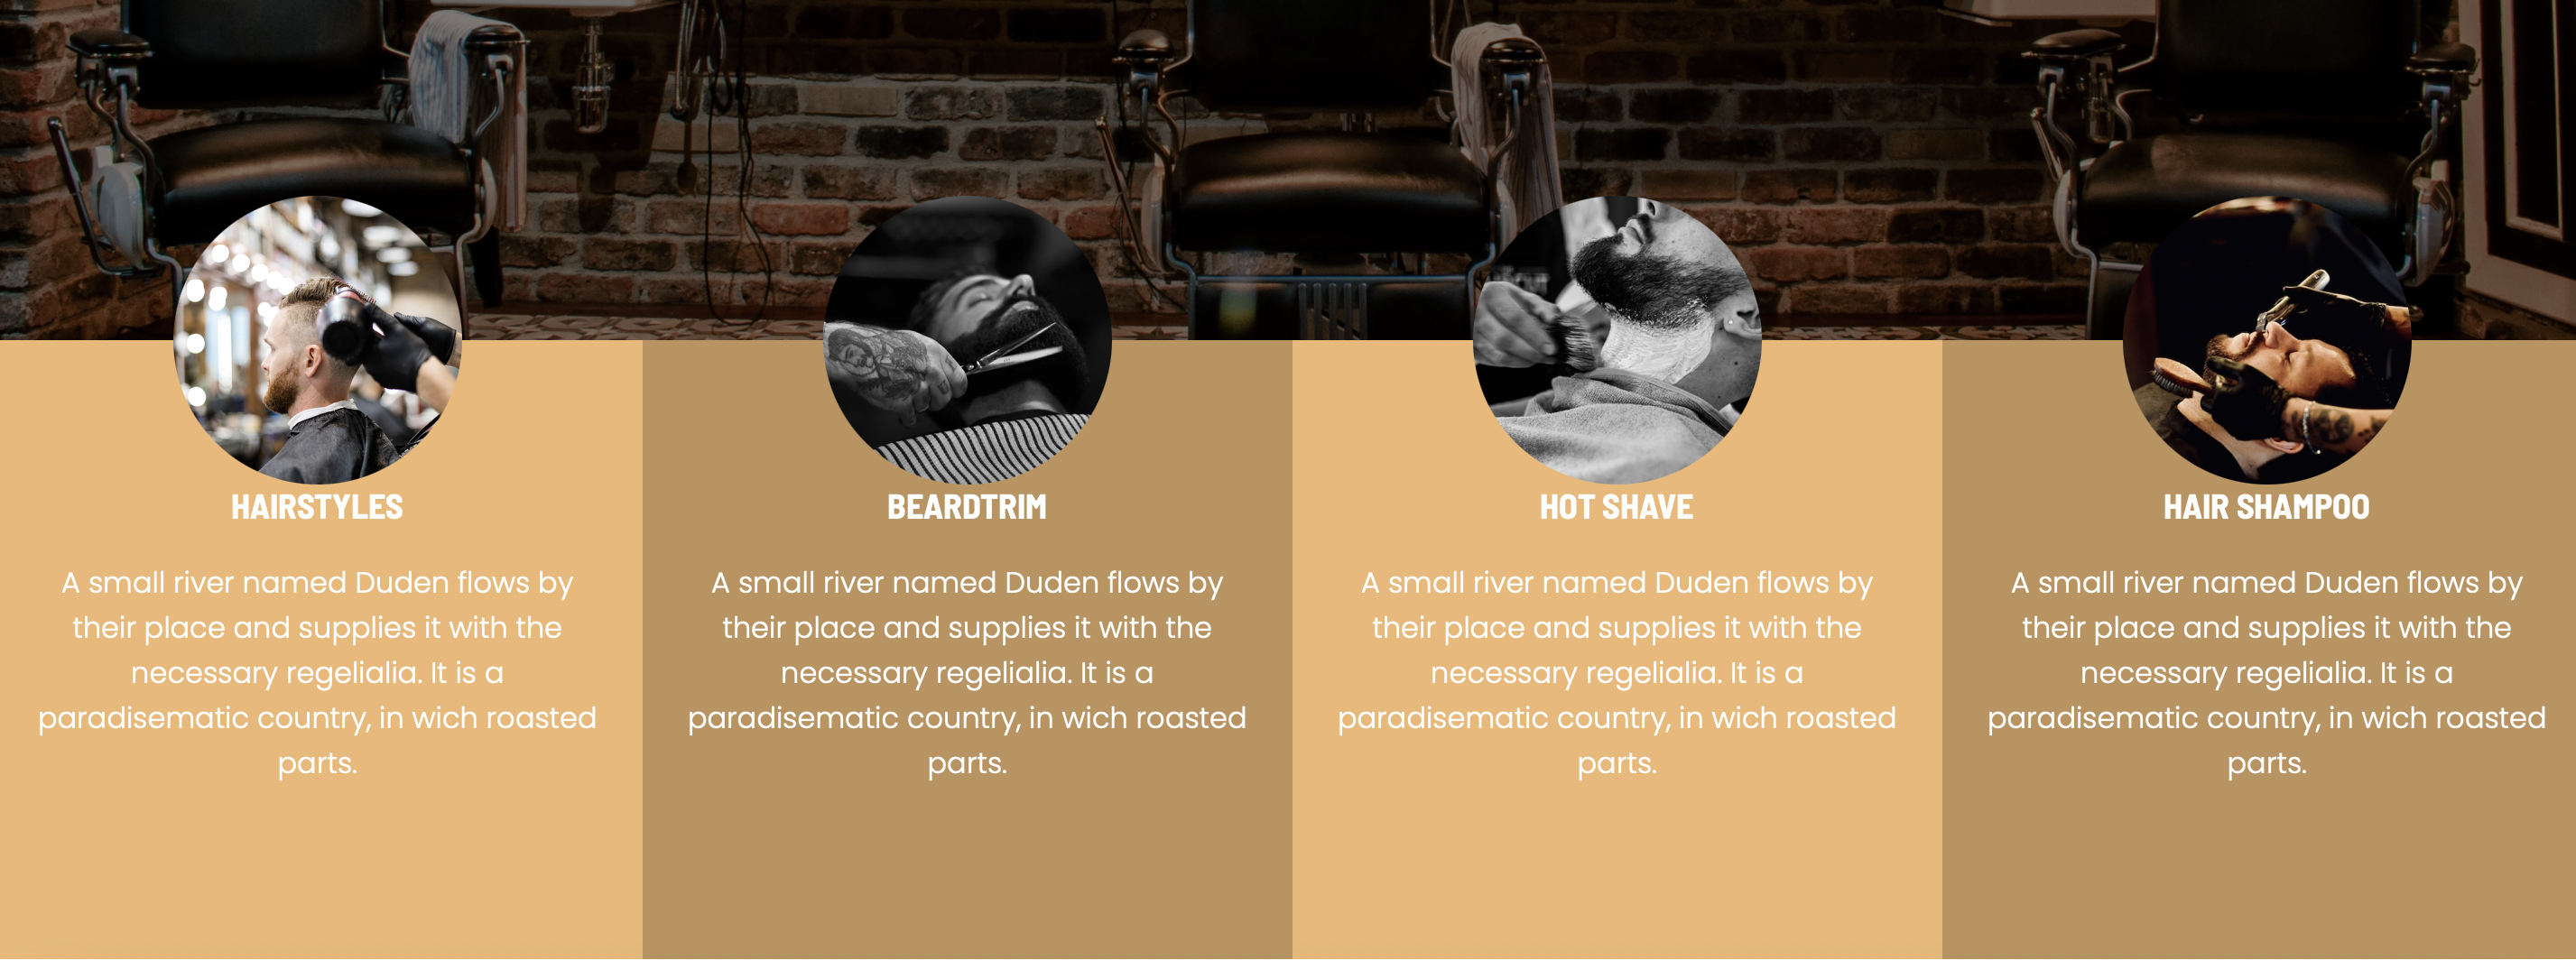 HAIRSTYLES
A small river named Duden flows by
their place and supplies it with the
necessary regelialia. It is a
paradisematic country, in wich roasted
parts.
BEARDTRIM
A small river named Duden flows by
their place and supplies it with the
necessary regelialia. It is a
paradisematic country, in wich roasted
parts.
HOT SHAVE
A small river named Duden flows by
their place and supplies it with the
necessary regelialia. It is a
paradisematic country, in wich roasted
parts.
HAIR SHAMPOO
A small river named Duden flows by
their place and supplies it with the
necessary regelialia. It is a
paradisematic country, in wich roasted
parts.